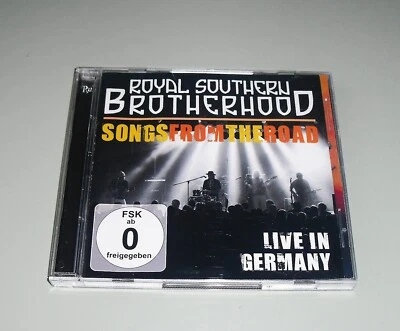 ROYAL SOUTHERN
BROTHERHOOD
SONGSFROMTHEROAD
FSK
ab
0
freigegeben
LIVE IN
GERMANY